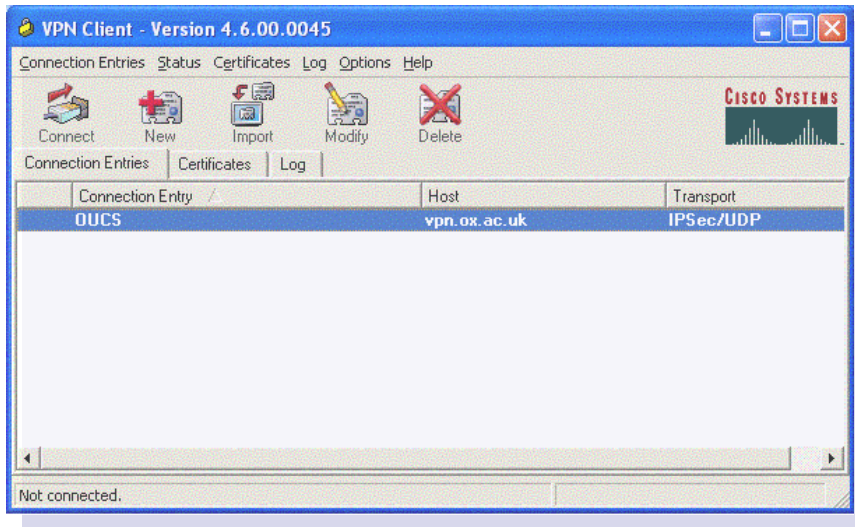 VPN Client - Version 4.6.00.0045
Connection Entries Status Certificates Log Options Help
CISCO SYSTEMS
Connect New Import Modify Delete
Connection Entries Certificates Log
Connection Entry Host Transport
OUCS vpn.ox.ac.uk IPSec/UDP
Not connected.